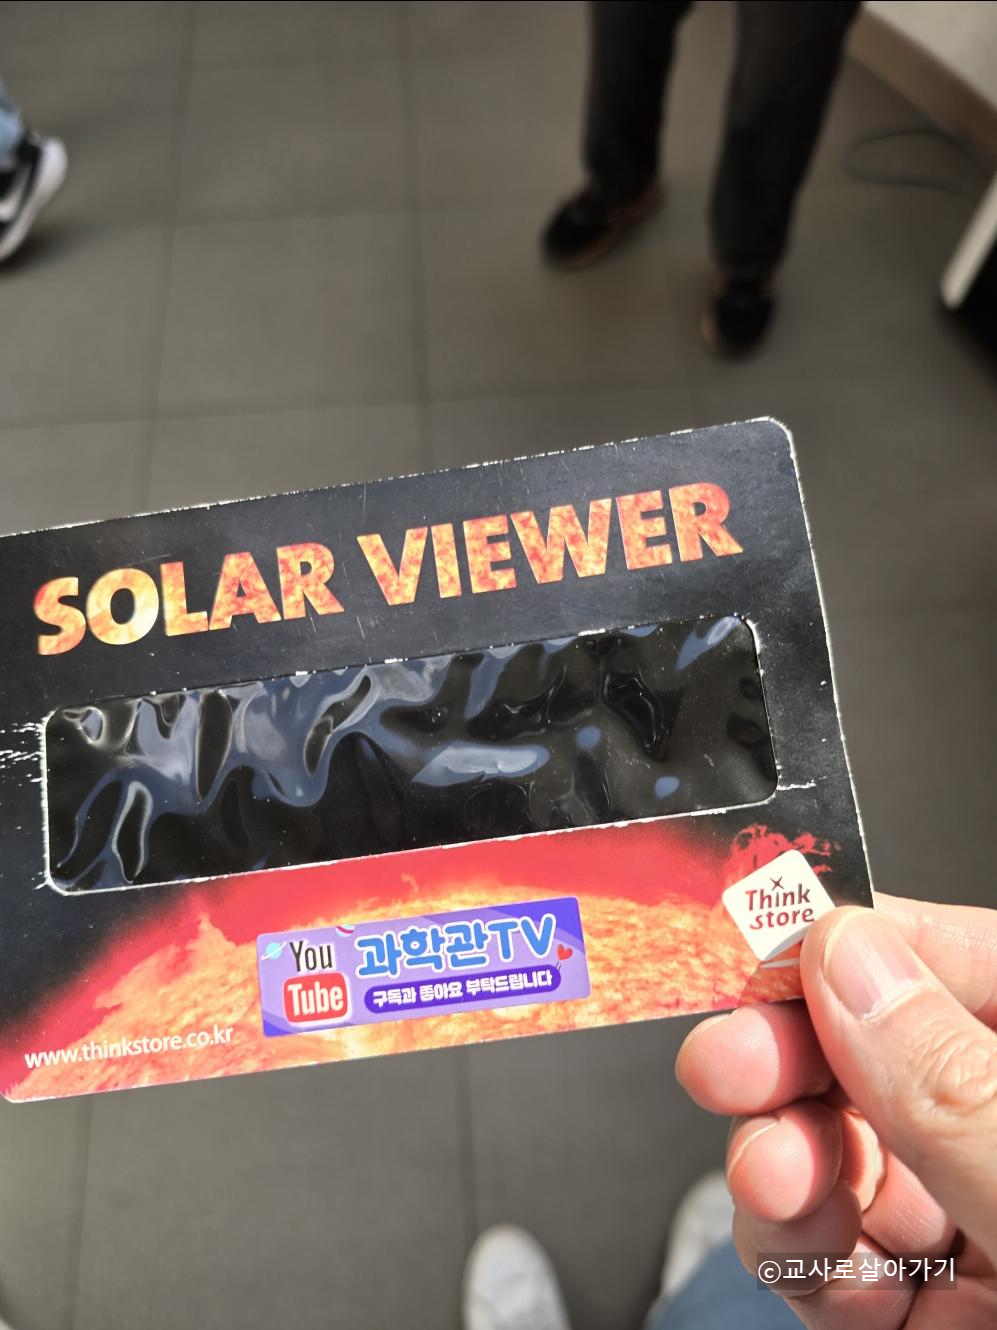 SOLAR VIEWER
Think
store
You
Tube
과학관TV
구독과 좋아요 부탁드립니다
www.thinkstore.co.kr
©교사로살아가기